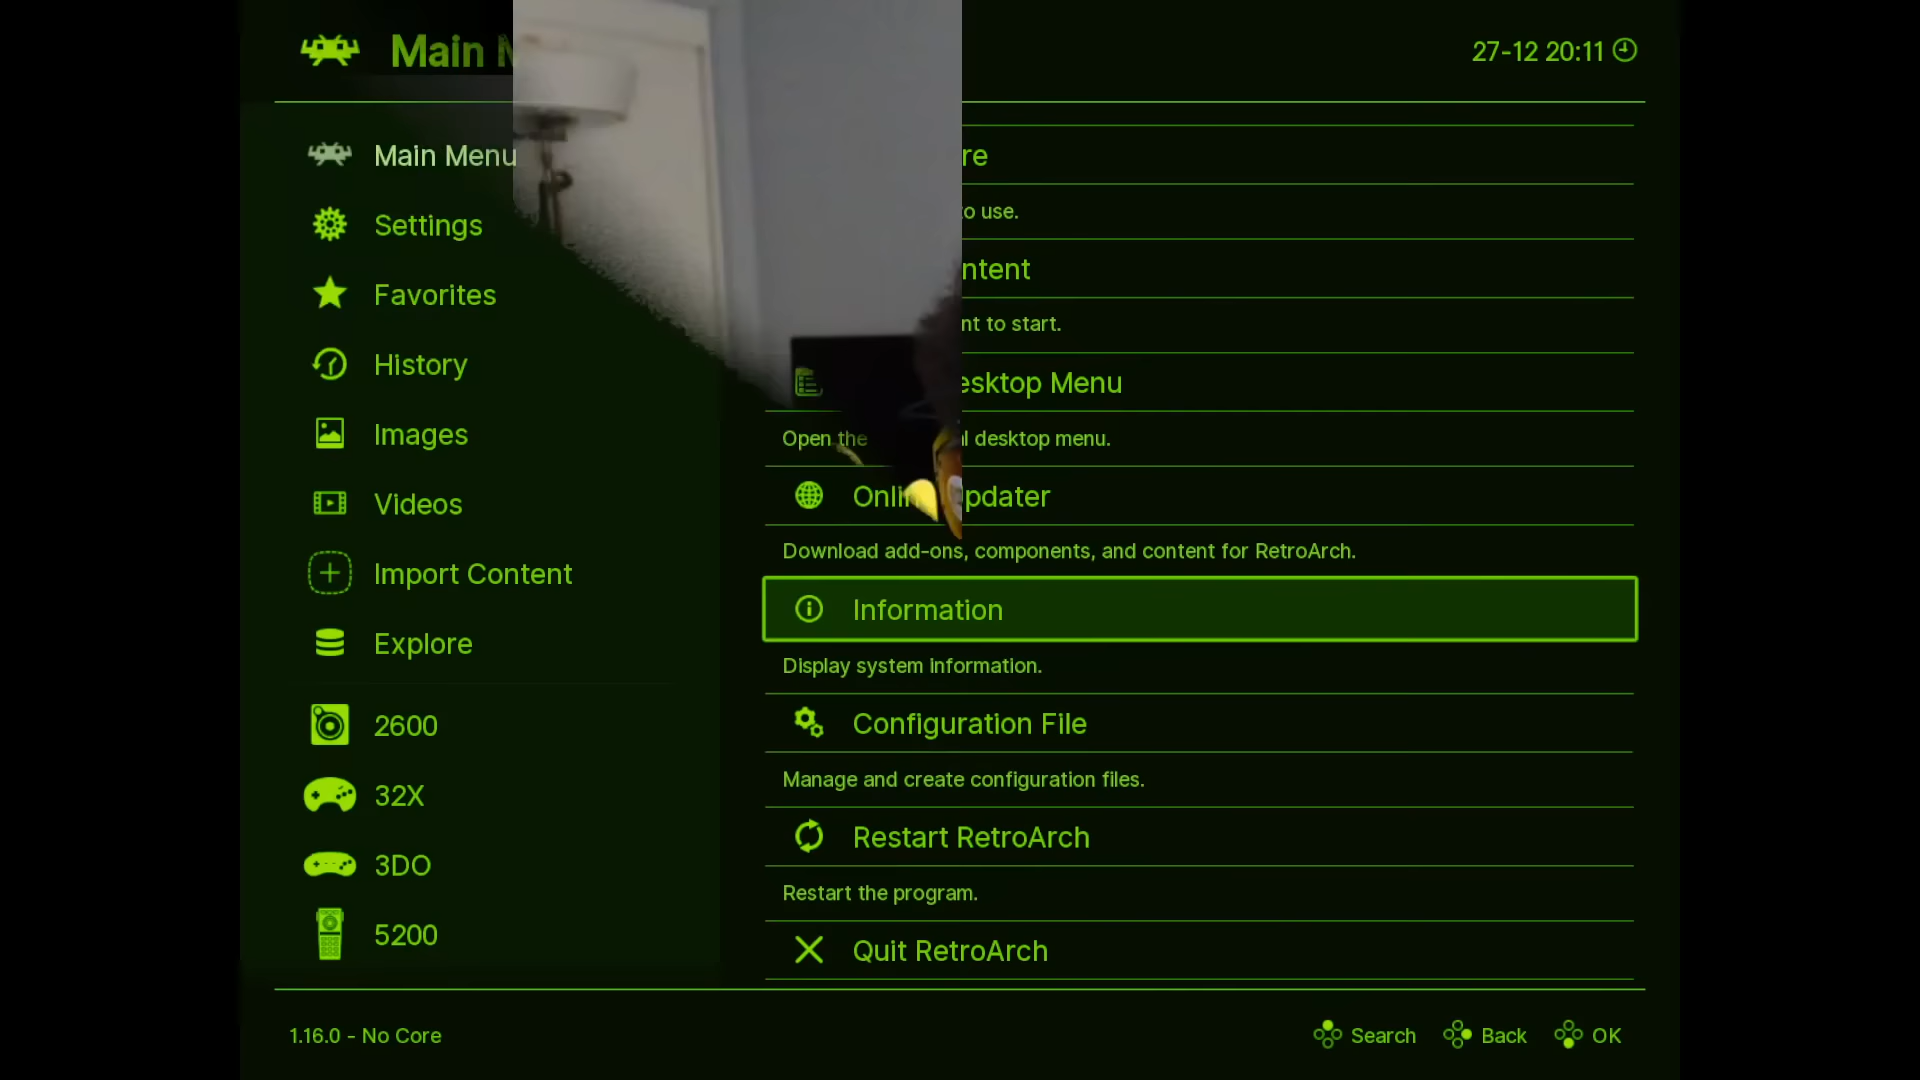 Main
27-12 20:11
Main Menu
Settings
Favorites
History
Images
Videos
Import Content
Explore
2600
32X
3DO
5200
re
to use.
ntent
nt to start.
esktop Menu
Open the l desktop menu.
Onli pdater
Download add-ons, components, and content for RetroArch.
Information
Display system information.
Configuration File
Manage and create configuration files.
Restart RetroArch
Restart the program.
Quit RetroArch
1.16.0 - No Core
Search Back OK